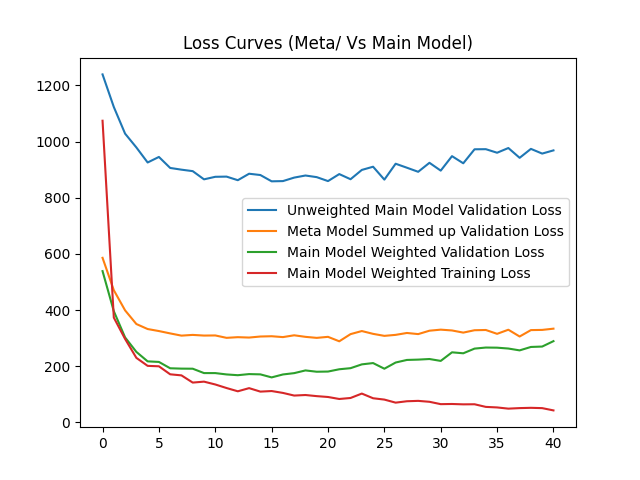 Loss Curves (Meta/ Vs Main Model)
1200
1000
800
600
400
200
0
Unweighted Main Model Validation Loss
Meta Model Summed up Validation Loss
Main Model Weighted Validation Loss
Main Model Weighted Training Loss
0 5 10 15 20 25 30 35 40